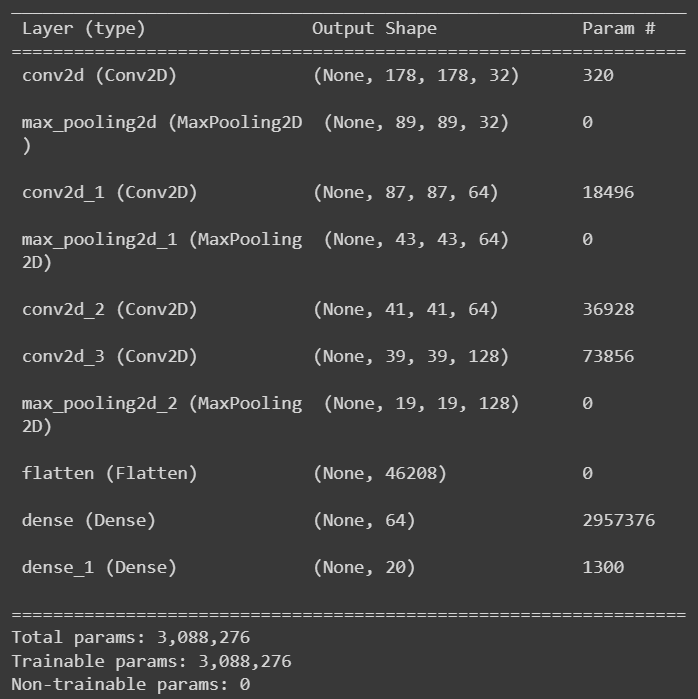 Layer (type) Output Shape Param #
=================================================================
conv2d (Conv2D) (None, 178, 178, 32) 320
max_pooling2d (MaxPooling2D (None, 89, 89, 32) 0
)
conv2d_1 (Conv2D) (None, 87, 87, 64) 18496
max_pooling2d_1 (MaxPooling (None, 43, 43, 64) 0
2D)
conv2d_2 (Conv2D) (None, 41, 41, 64) 36928
conv2d_3 (Conv2D) (None, 39, 39, 128) 73856
max_pooling2d_2 (MaxPooling (None, 19, 19, 128) 0
2D)
flatten (Flatten) (None, 46208) 0
dense (Dense) (None, 64) 2957376
dense_1 (Dense) (None, 20) 1300
=================================================================
Total params: 3,088,276
Trainable params: 3,088,276
Non-trainable params: 0